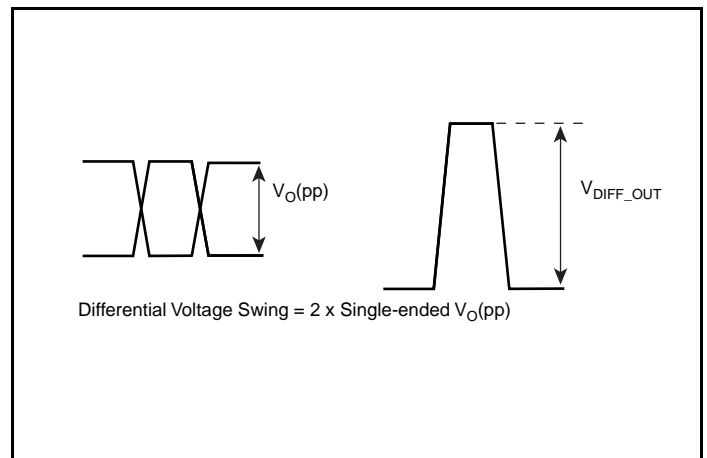 V_O(pp)
V_DIFF_OUT
Differential Voltage Swing = 2 x Single-ended V_O(pp)